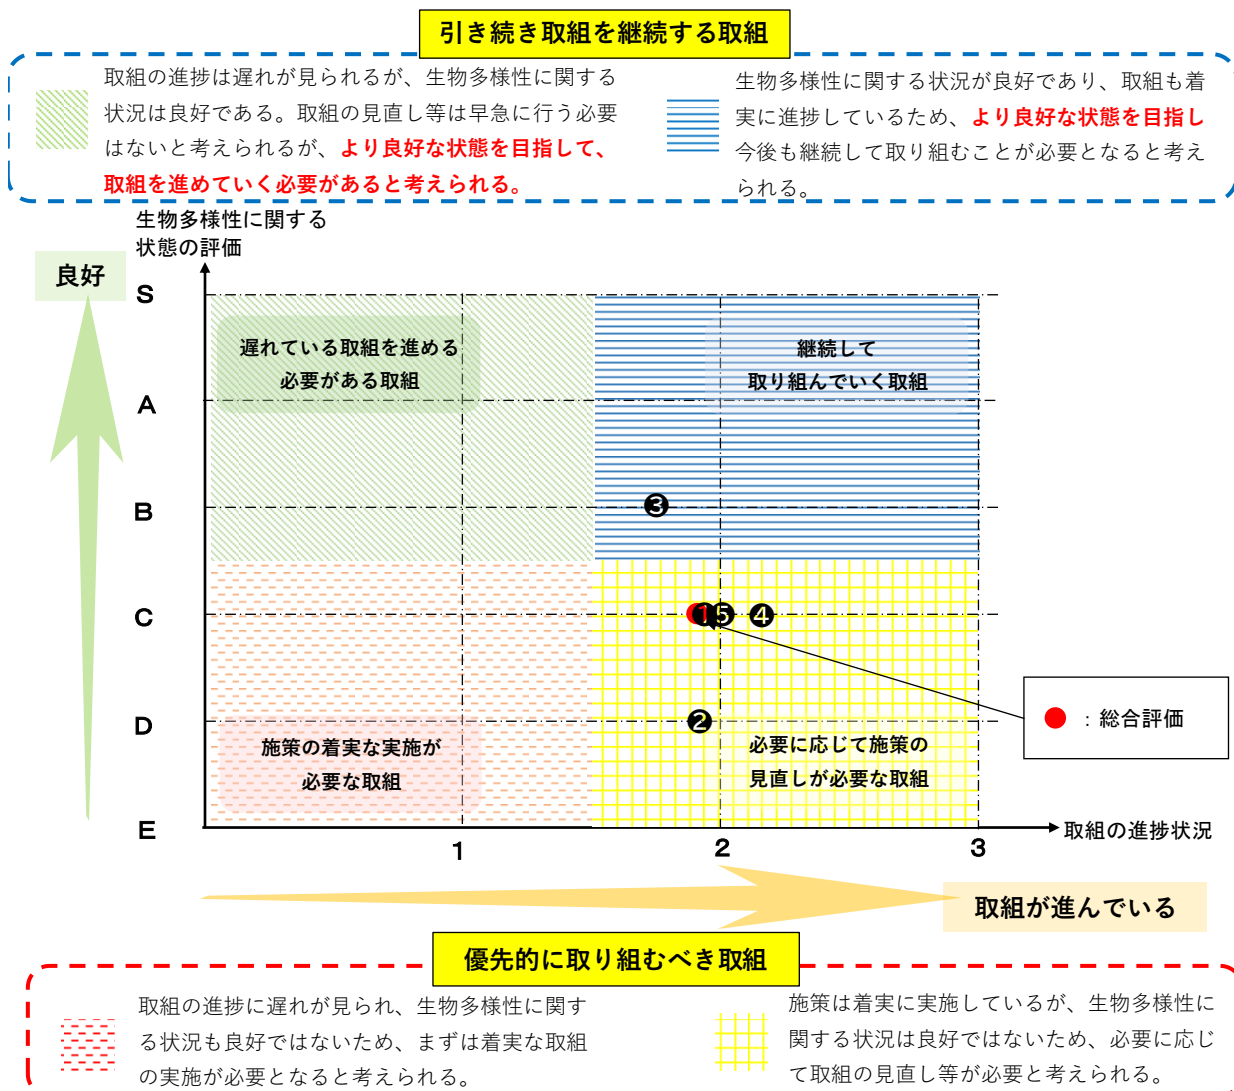 引き続き取組を継続する取組
取組の進捗は遅れが見られるが、生物多様性に関する
状況は良好である。取組の見直し等は早急に行う必要
はないと考えられるが、より良好な状態を目指して、
取組を進めていく必要があると考えられる。
生物多様性に関する状況が良好であり、取組も着
実に進捗しているため、より良好な状態を目指し
今後も継続して取り組むことが必要となると考え
られる。
生物多様性に関する
状態の評価
良好
S
A
B
C
D
E
遅れている取組を進める
必要がある取組
継続して
取り組んでいく取組
❸
❶
❺
❹
❷
施策の着実な実施が
必要な取組
必要に応じて施策の
見直しが必要な取組
：総合評価
1
2
3
取組の進捗状況
取組が進んでいる
優先的に取り組むべき取組
取組の進捗に遅れが見られ、生物多様性に関す
る状況も良好ではないため、まずは着実な取組
の実施が必要となると考えられる。
施策は着実に実施しているが、生物多様性に
関する状況は良好ではないため、必要に応じ
て取組の見直し等が必要と考えられる。